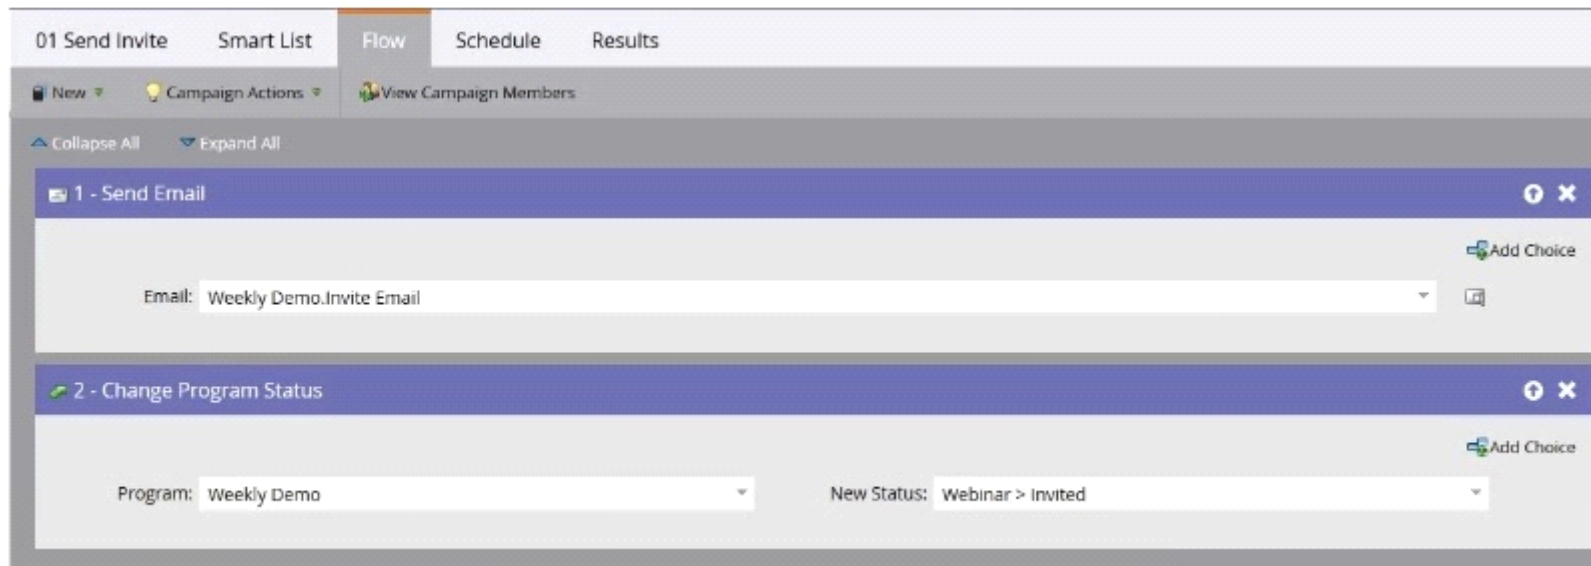 01 Send Invite Smart List Flow Schedule Results
New Campaign Actions View Campaign Members
Collapse All Expand All
1 - Send Email
Add Choice
Email: Weekly Demo.Invite Email
2 - Change Program Status
Add Choice
Program: Weekly Demo New Status: Webinar > Invited